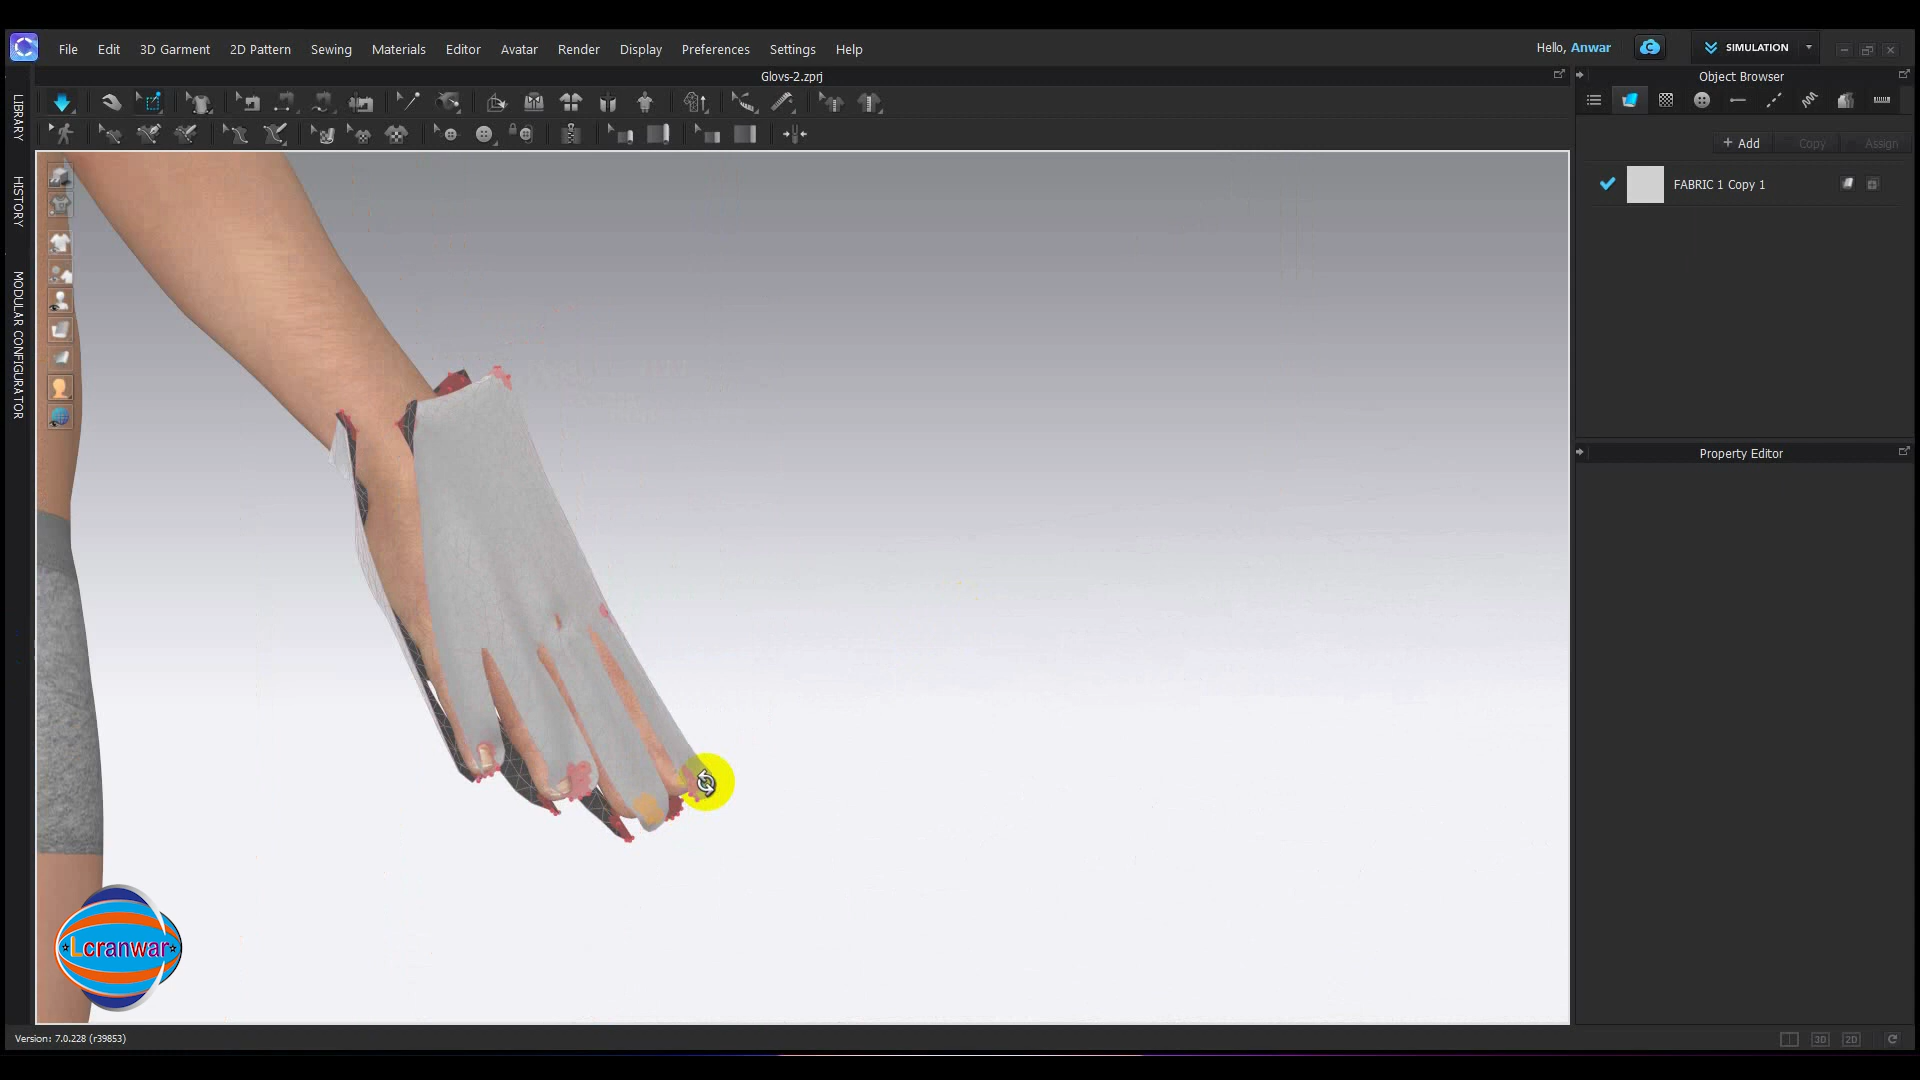 File Edit 3D Garment 2D Pattern Sewing Materials Editor Avatar Render Display Preferences Settings Help
Hello, Anwar
SIMULATION
Glovs-2.zprj
Object Browser
LIBRARY
HISTORY
MODULAR CONFIGURATOR
+ Add Copy Assign
FABRIC 1 Copy 1
Property Editor
Lcranwar
Version: 7.0.228 (r39853)
3D 2D